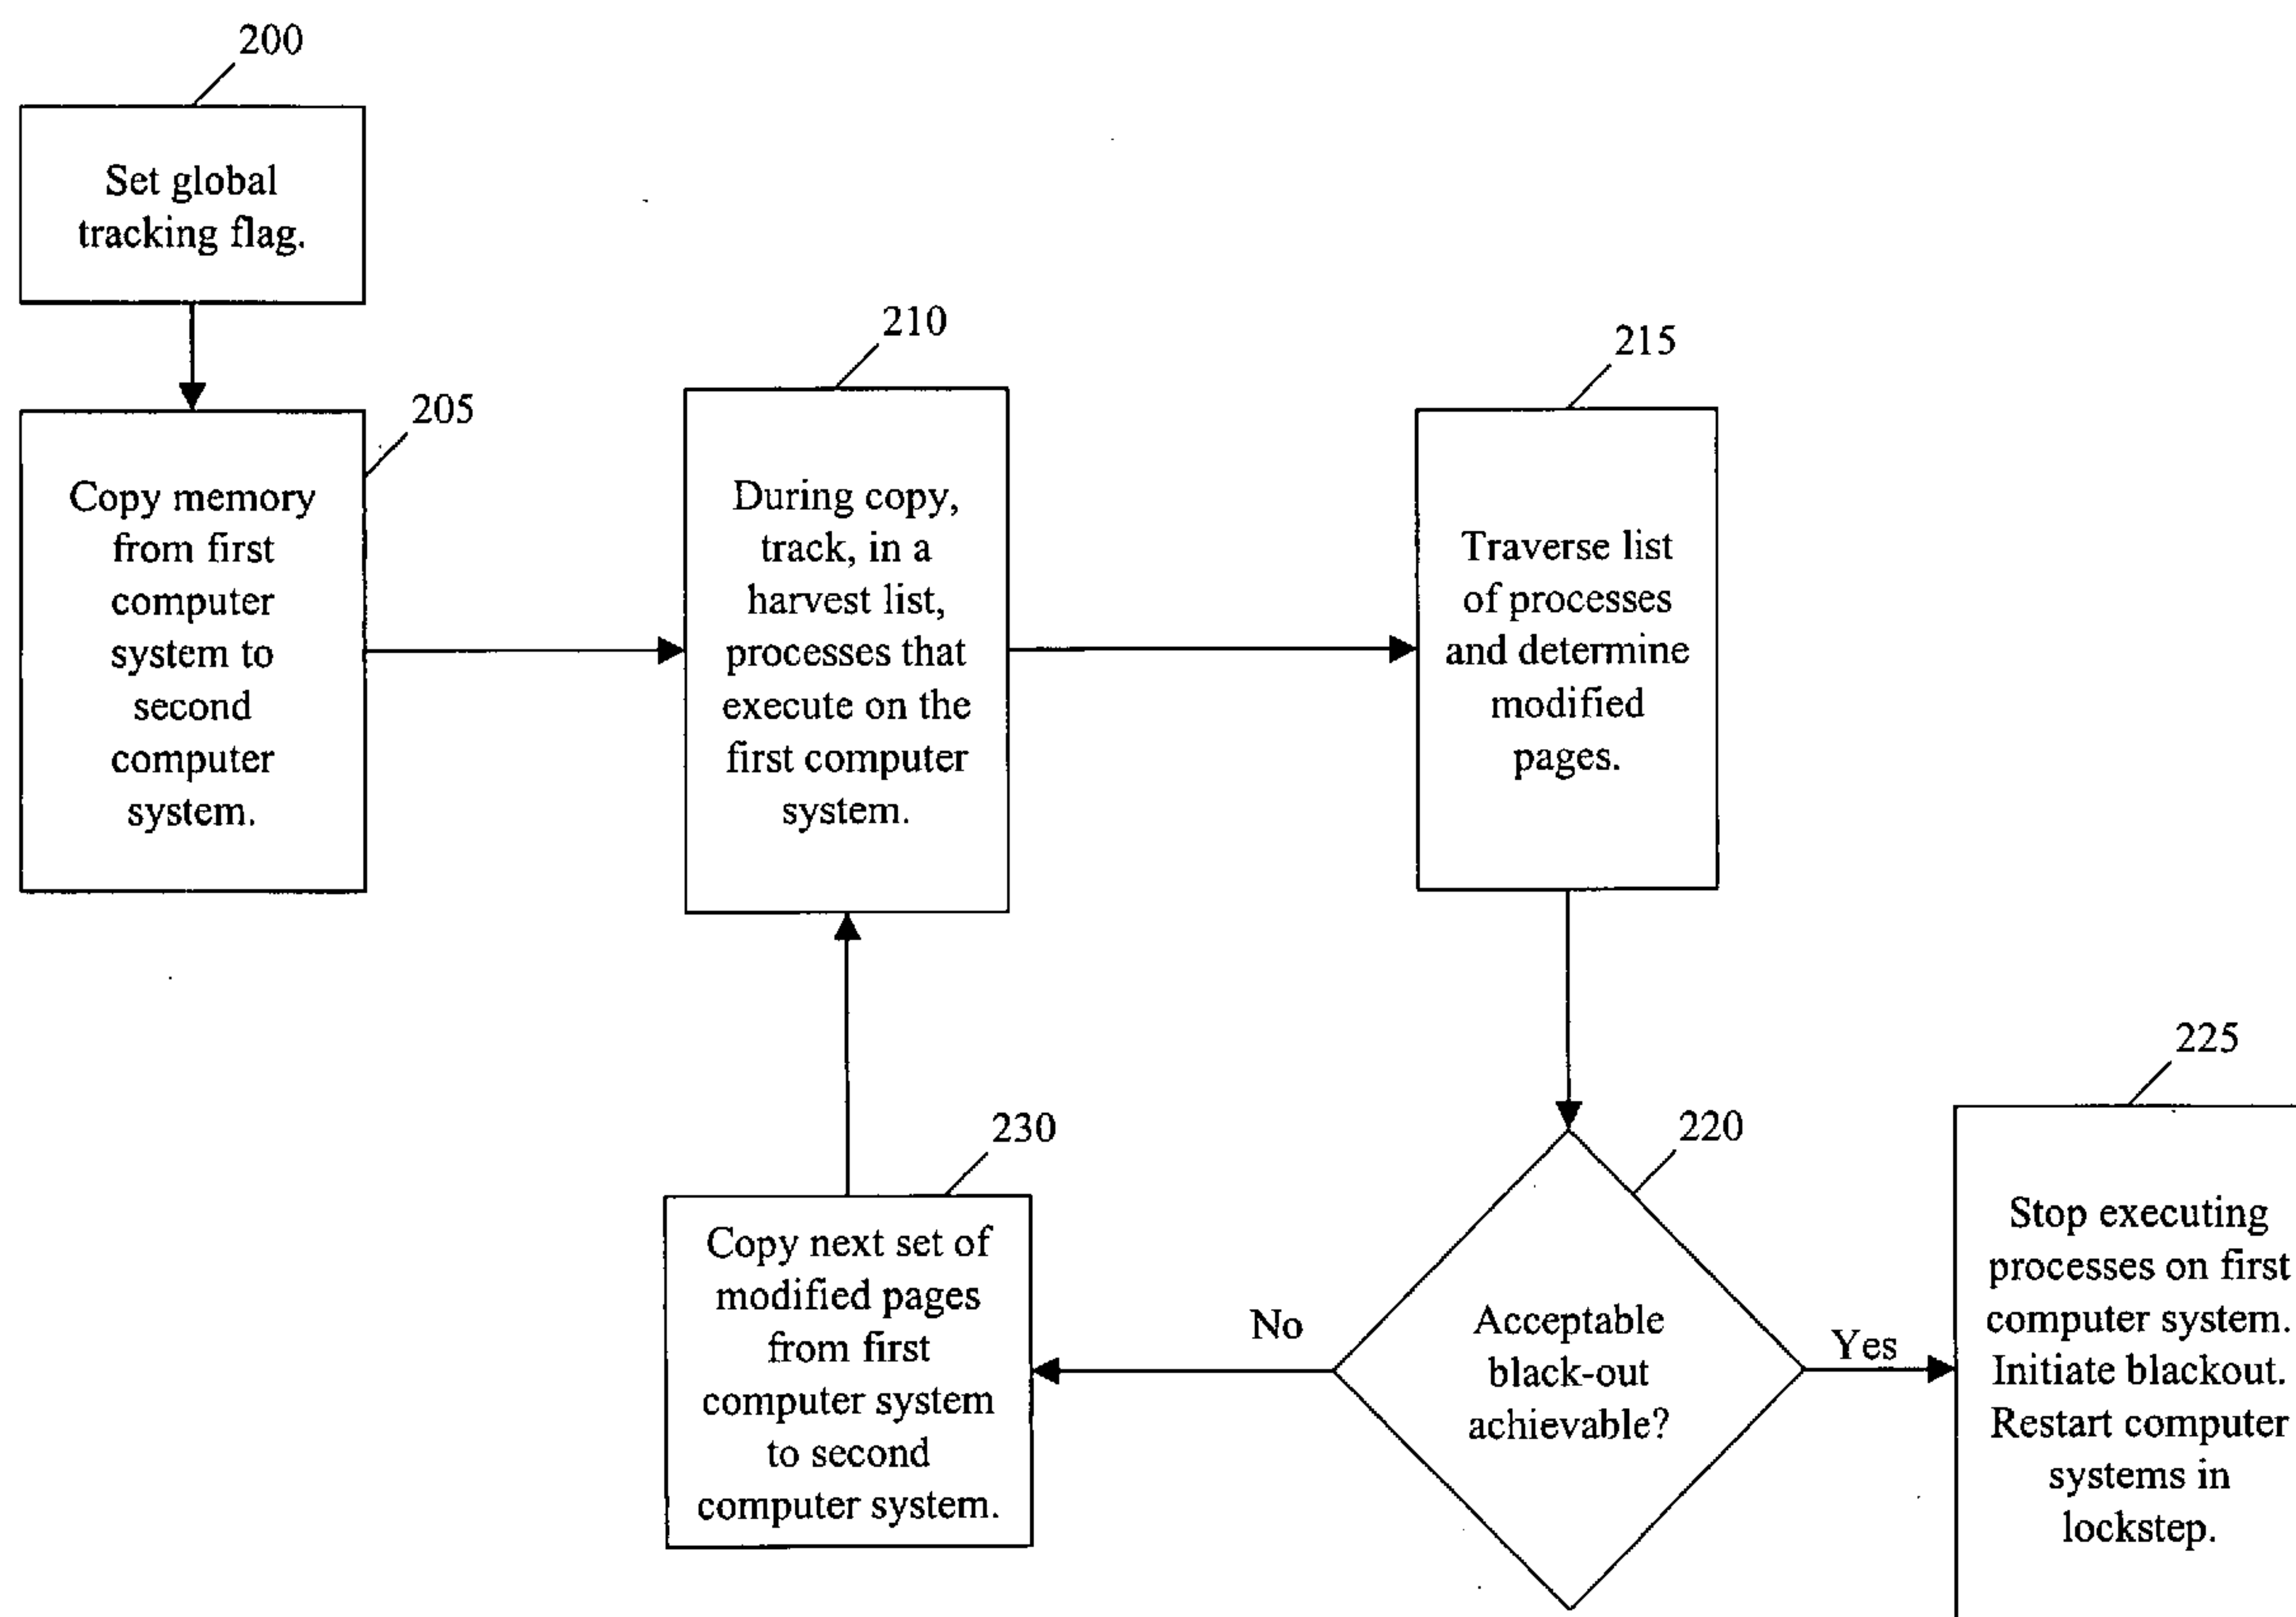 200
Set global
tracking flag.
205
Copy memory
from first
computer
system to
second
computer
system.
210
During copy,
track, in a
harvest list,
processes that
execute on the
first computer
system.
215
Traverse list
of processes
and determine
modified
pages.
220
Acceptable
black-out
achievable?
No
Yes
225
Stop executing
processes on first
computer system.
Initiate blackout.
Restart computer
systems in
lockstep.
230
Copy next set of
modified pages
from first
computer system
to second
computer system.